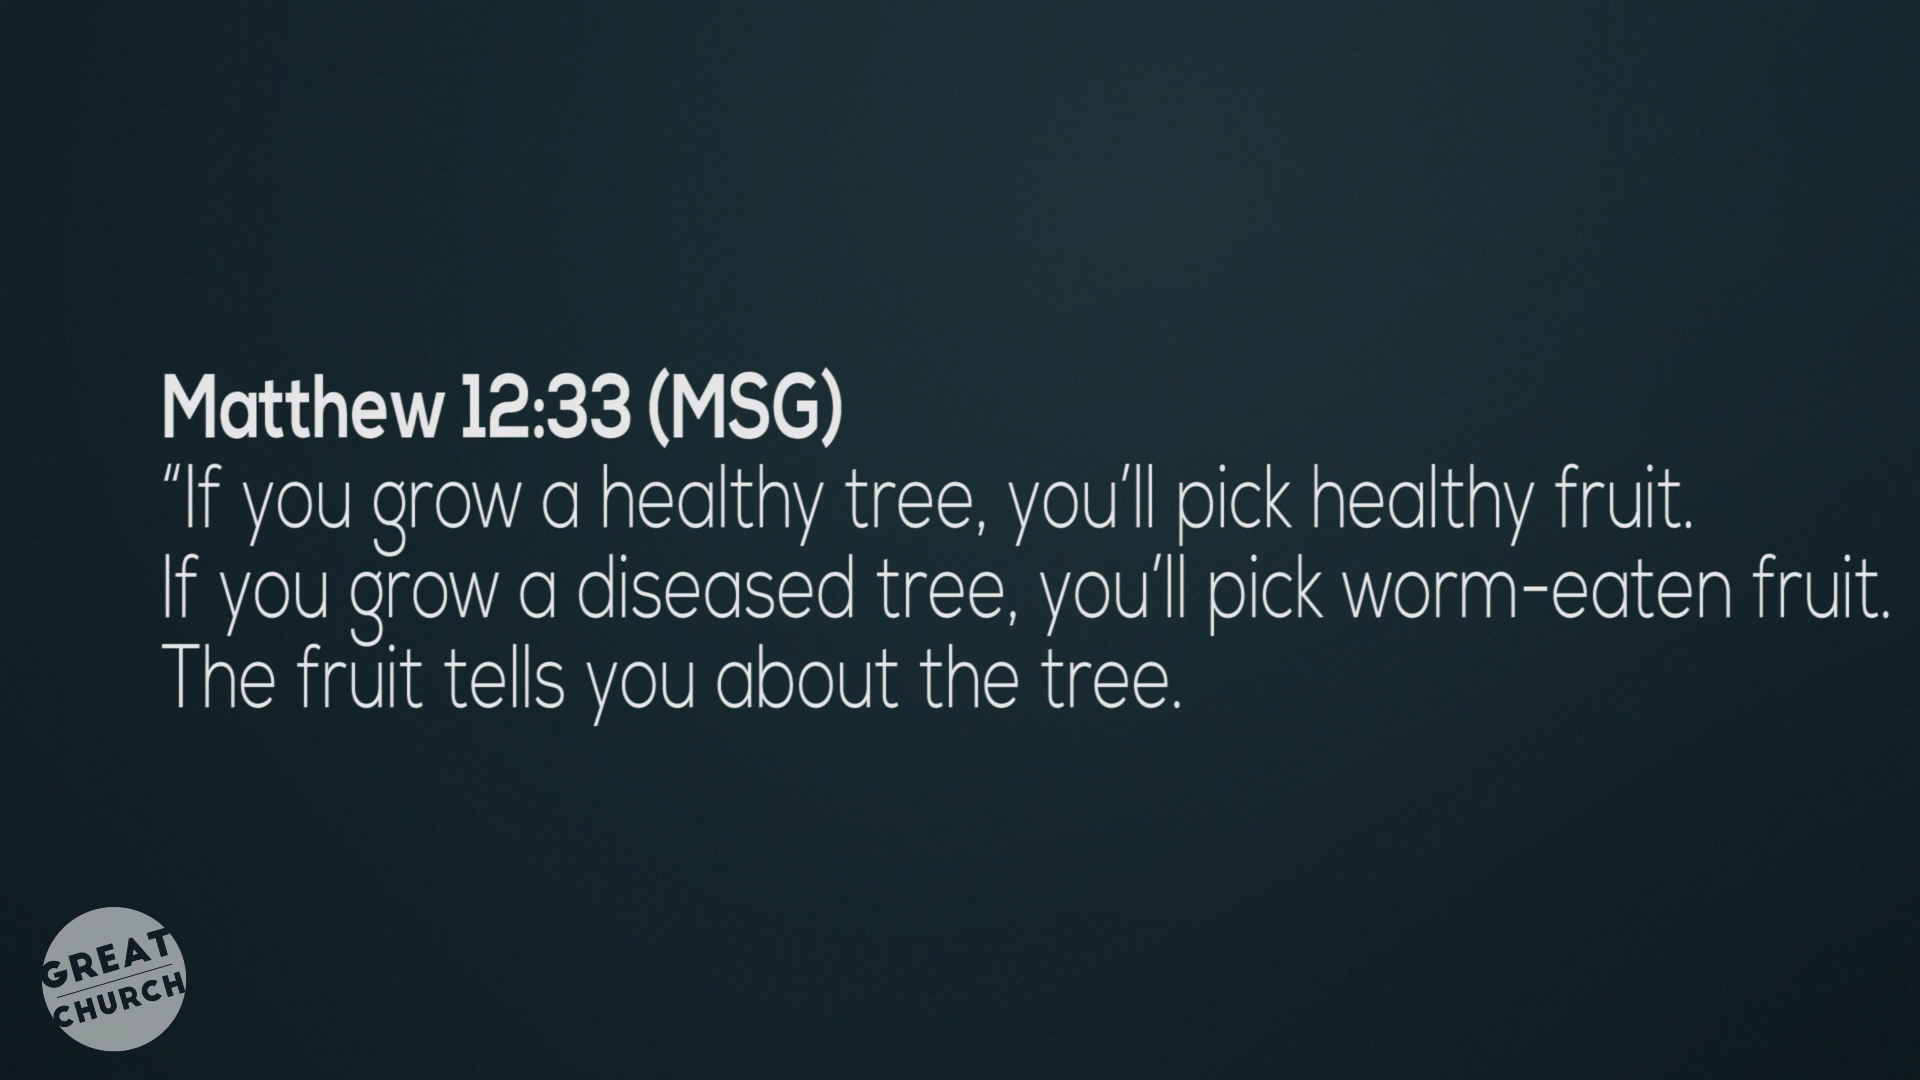 Matthew 12:33 (MSG)
“If you grow a healthy tree, you’ll pick healthy fruit.
If you grow a diseased tree, you’ll pick worm-eaten fruit.
The fruit tells you about the tree.
GREAT
CHURCH